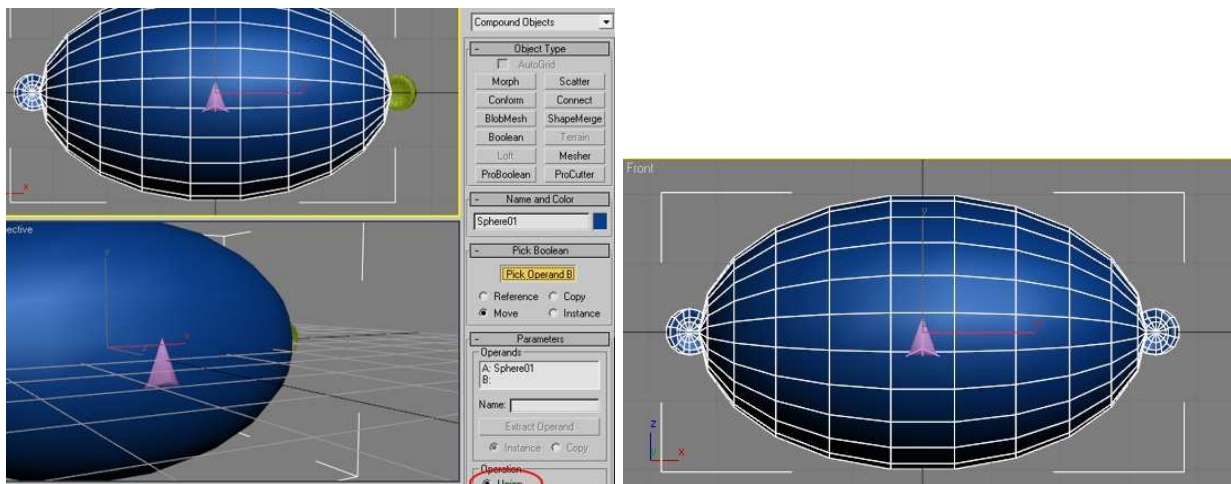 Compound Objects
- Object Type
AutoGrid
Morph Scatter
Conform Connect
BlobMesh ShapeMerge
Boolean Terrain
Loft Mesher
ProBoolean ProCutter
- Name and Color
Sphere01
- Pick Boolean
Pick Operand B
Reference Copy
Move Instance
- Parameters
Operands
A: Sphere01
B:
Name:
Extract Operand
Instance Copy
Operation
Union
x
ective
y
x
Front
y
z
y x